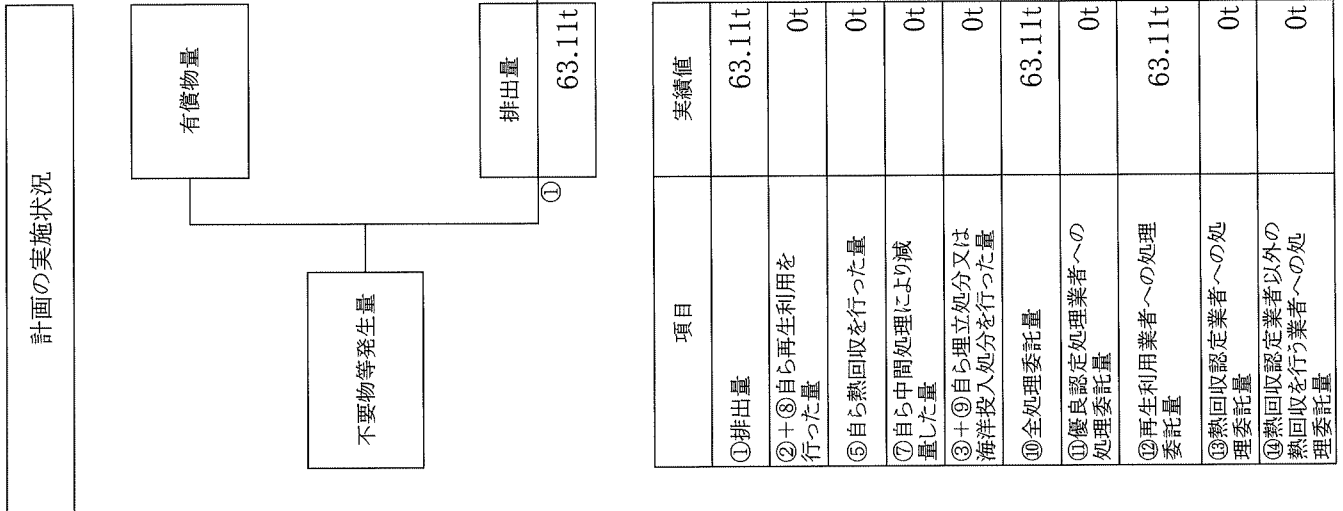 計画の実施状況
有償物量
不要物等発生量
排出量
①
63.11t
項目
実績値
①排出量
63.11t
②+⑧自ら再生利用を
行った量
0t
⑤自ら熱回収を行った量
0t
⑦自ら中間処理により減
量した量
0t
③+⑨自ら埋立処分又は
海洋投入処分を行った量
0t
⑩全処理委託量
63.11t
⑪優良認定処理業者への
処理委託量
0t
⑫再生利用業者への処理
委託量
63.11t
⑬熱回収認定業者への処
理委託量
0t
⑭熱回収認定業者以外の
熱回収を行う業者への処
理委託量
0t